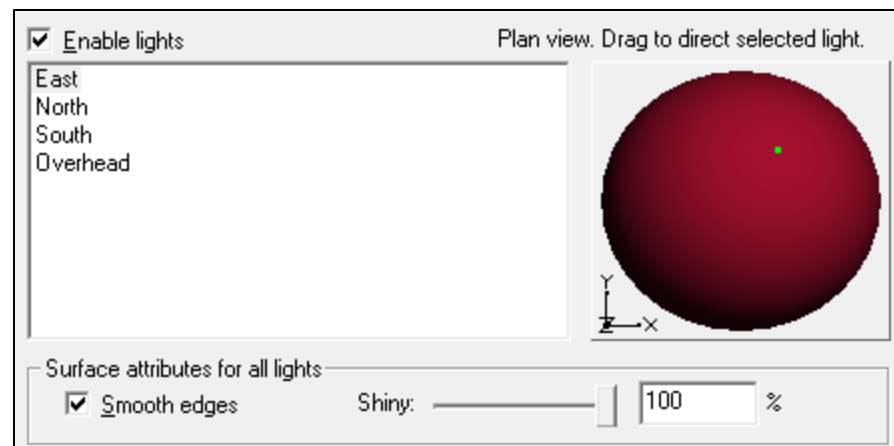 Enable lights
Plan view. Drag to direct selected light.
East
North
South
Overhead
Y
Z
X
Surface attributes for all lights
Smooth edges
Shiny:
100
%